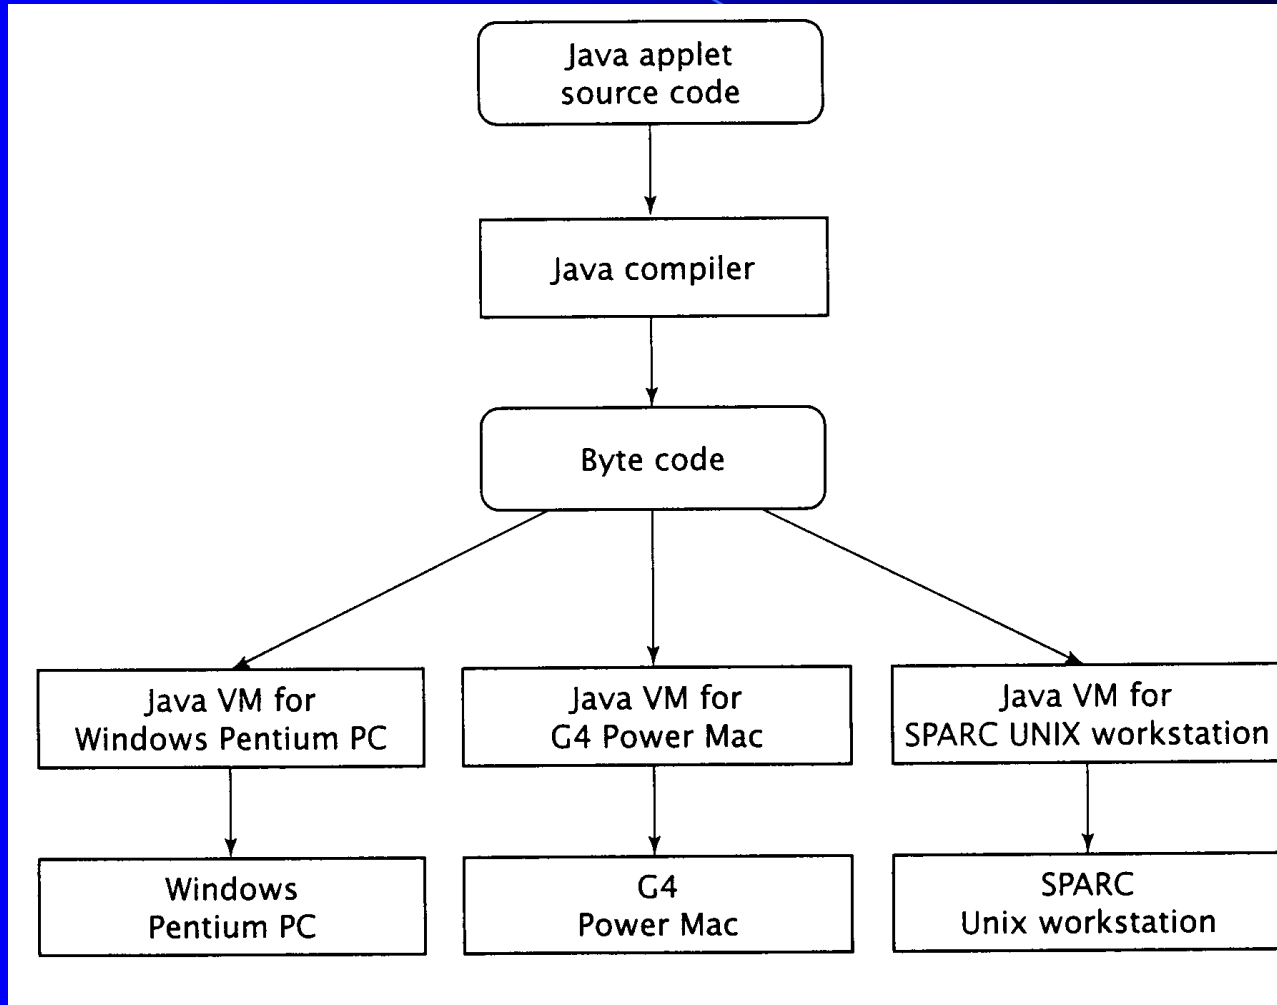 Java applet
source code
Java compiler
Byte code
Java VM for
Windows Pentium PC
Java VM for
G4 Power Mac
Java VM for
SPARC UNIX workstation
Windows
Pentium PC
G4
Power Mac
SPARC
Unix workstation